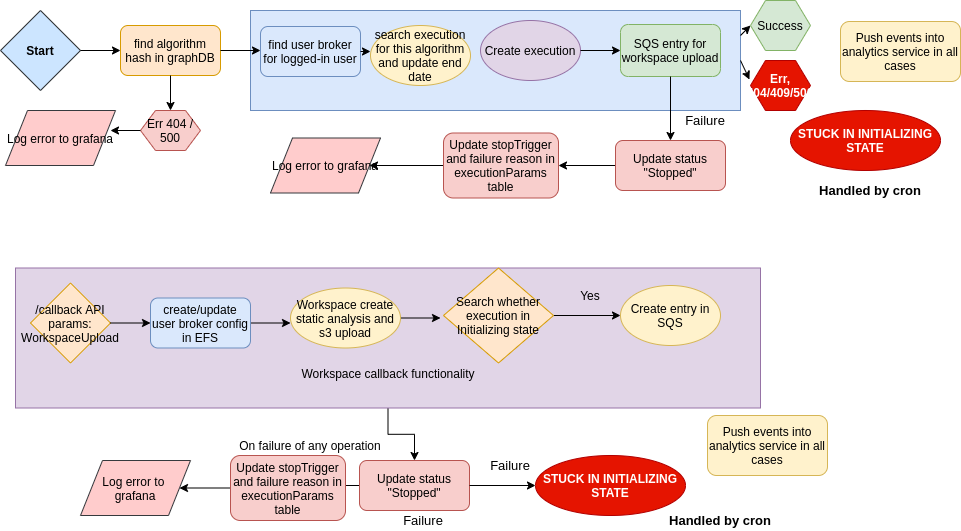 Start
find algorithm
hash in graphDB
find user broker
for logged-in user
search execution
for this algorithm
and update end
date
Create execution
SQS entry for
workspace upload
Success
Err,
Push events into
analytics service in all
cases
Log error to grafana
Err 404 /
500
Failure
STUCK IN INITIALIZING
STATE
Log error to grafana
Update stopTrigger
and failure reason in
executionParams
table
Update status
"Stopped"
Handled by cron
/callback API
params:
WorkspaceUpload
create/update
user broker config
in EFS
Workspace create
static analysis and
s3 upload
Search whether
execution in
Initializing state
Yes
Create entry in
SQS
Workspace callback functionality
Push events into
analytics service in all
cases
On failure of any operation
Log error to
grafana
Update stopTrigger
and failure reason in
executionParams
table
Update status
"Stopped"
Failure
STUCK IN INITIALIZING
STATE
Failure
Handled by cron